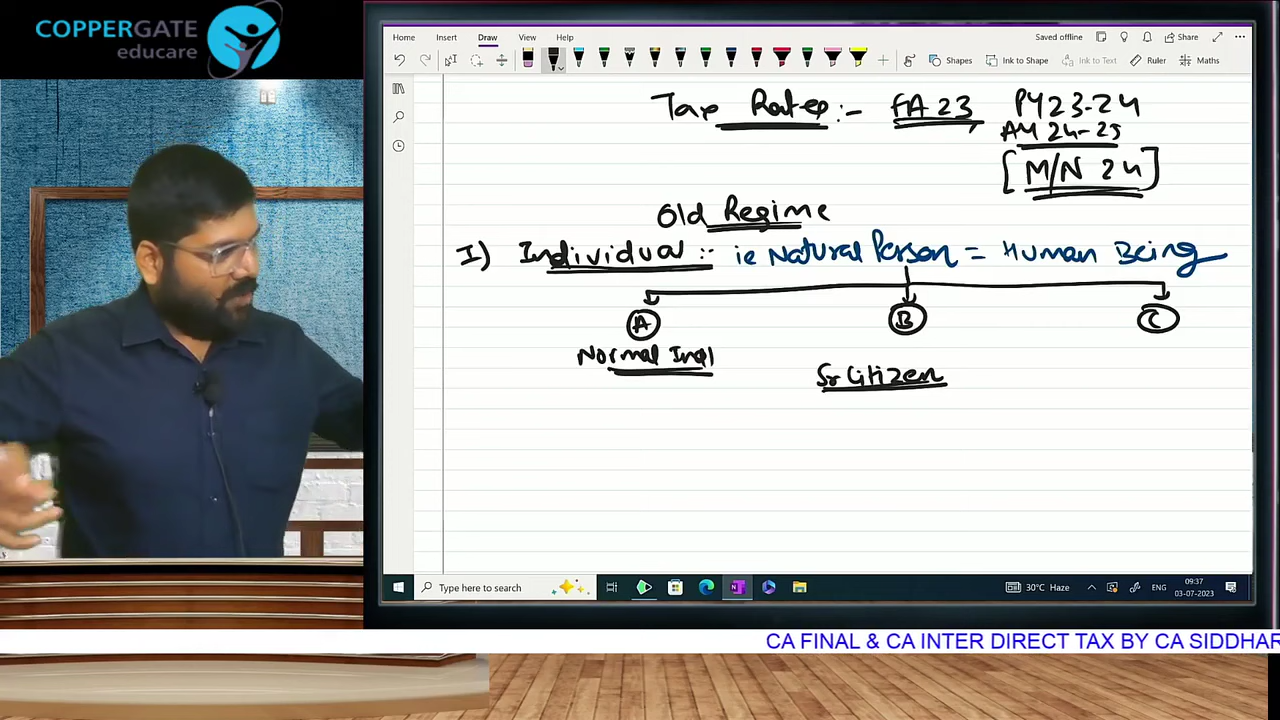 COPPERGATE
educare
Home Insert Draw View Help
Saved offline Share
Shapes Ink to Shape Ink to Text Ruler Maths
Tax Rates :- FA 23 PY 23-24
AY 24-25
[M/N 24]
Old Regime
I) Individual :- ie Natural Person = Human Being
A B C
Normal Indl
Sr Citizen
Type here to search
30°C Haze
ENG
09:37
03-07-2023
CA FINAL & CA INTER DIRECT TAX BY CA SIDDHAR